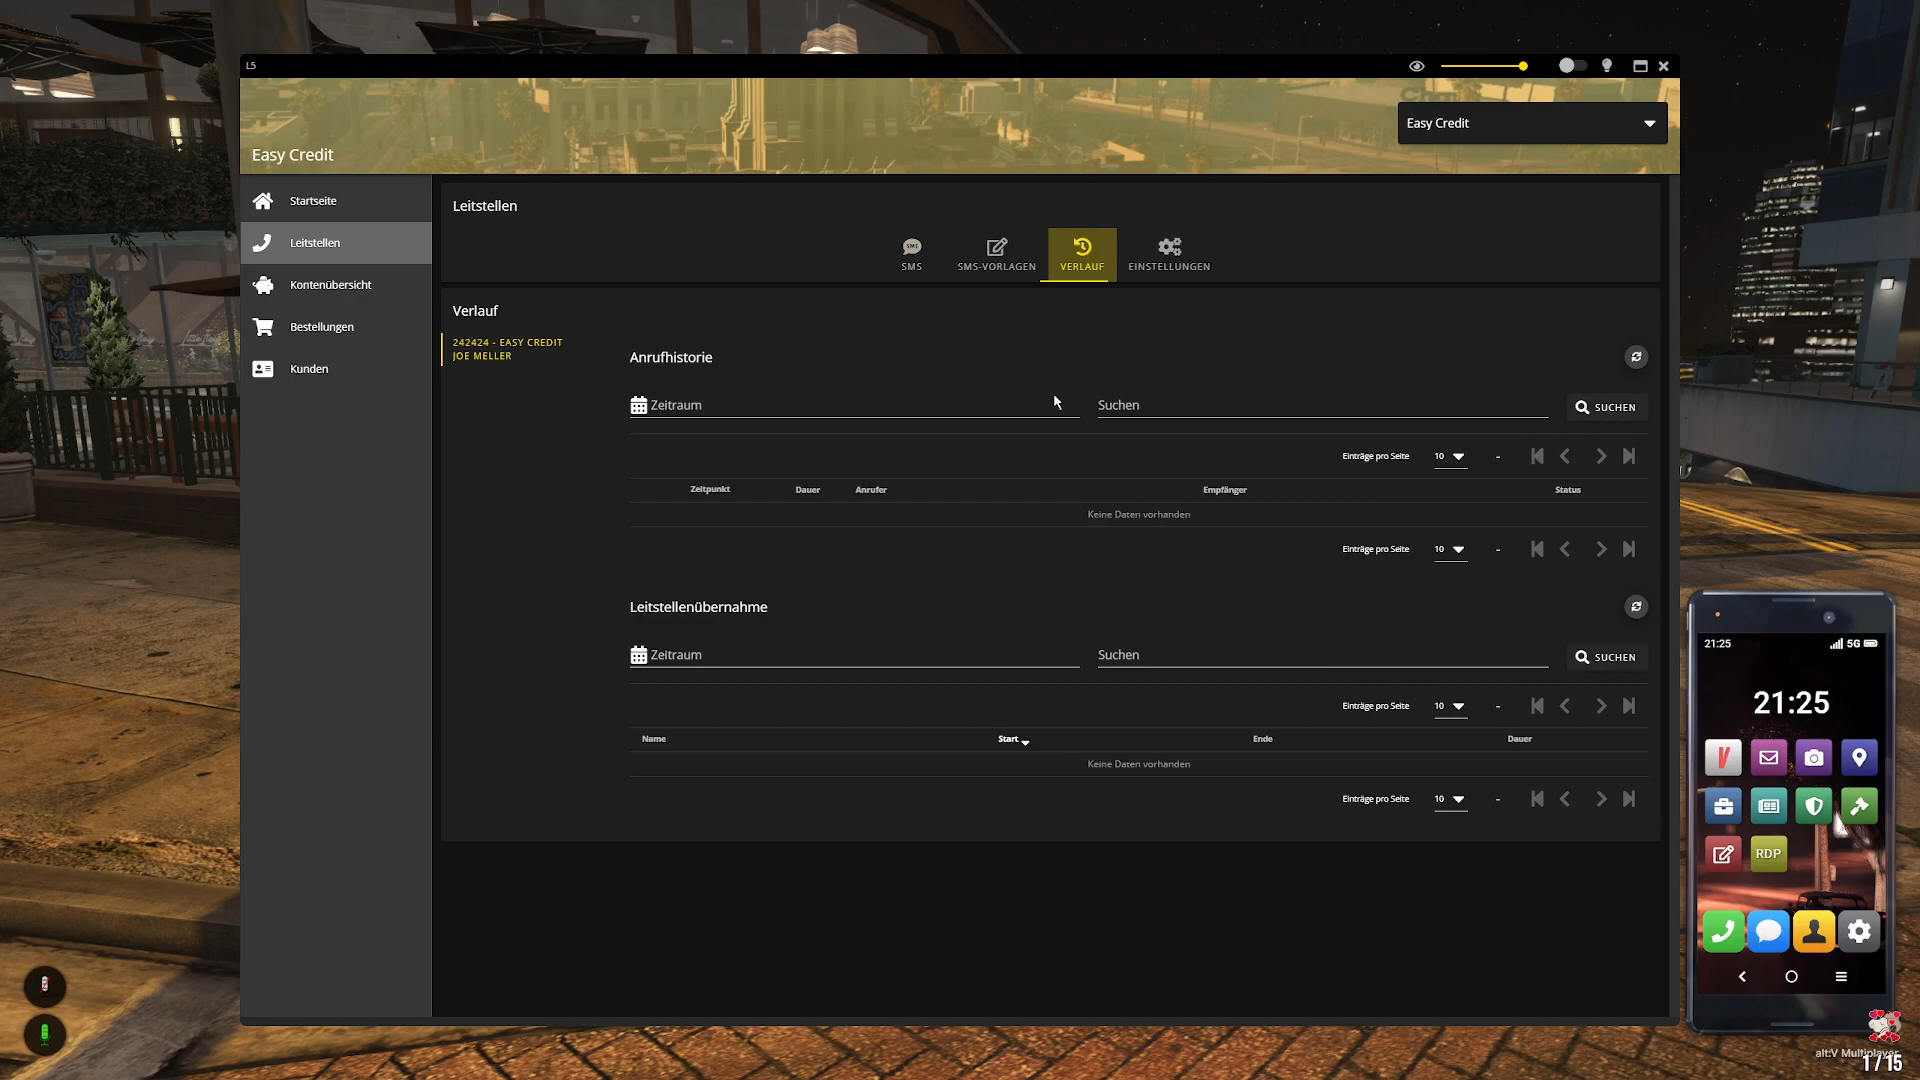 L5
Easy Credit
Easy Credit
Startseite
Leitstellen
Kontenübersicht
Bestellungen
Kunden
Leitstellen
SMS
SMS
SMS-VORLAGEN
VERLAUF
EINSTELLUNGEN
Verlauf
242424 - EASY CREDIT
JOE MELLER
Anrufhistorie
Zeitraum
Suchen
SUCHEN
Einträge pro Seite 10 -
Zeitpunkt Dauer Anrufer Empfänger Status
Keine Daten vorhanden
Einträge pro Seite 10 -
Leitstellenübernahme
Zeitraum
Suchen
SUCHEN
Einträge pro Seite 10 -
Name Start Ende Dauer
Keine Daten vorhanden
Einträge pro Seite 10 -
21:25 5G
21:25
RDP
alt:V Multiplayer
1 / 15